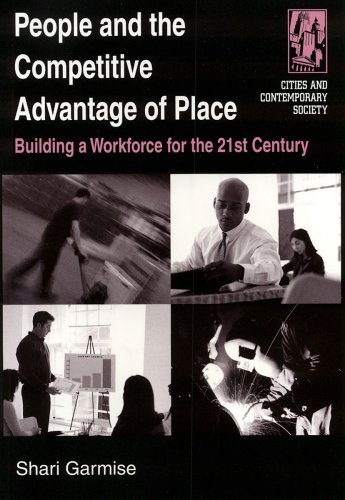 People and the
Competitive
Advantage of Place
Building a Workforce for the 21st Century
CITIES AND
CONTEMPORARY
SOCIETY
Shari Garmise